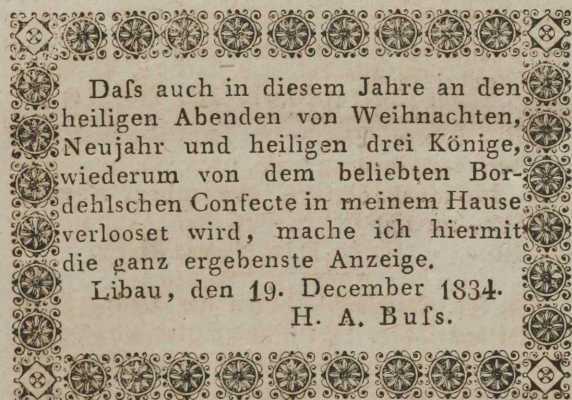 Daſs auch in diesem Jahre an den
heiligen Abenden von Weihnachten,
Neujahr und heiligen drei Könige,
wiederum von dem beliebten Bor-
dehlschen Confecte in meinem Hause
verlooset wird, mache ich hiermit
die ganz ergebenste Anzeige.
Libau, den 19. December 1834.
H. A. Buſs.